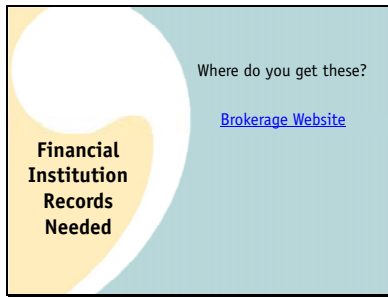 Where do you get these?
Brokerage Website
Financial
Institution
Records
Needed